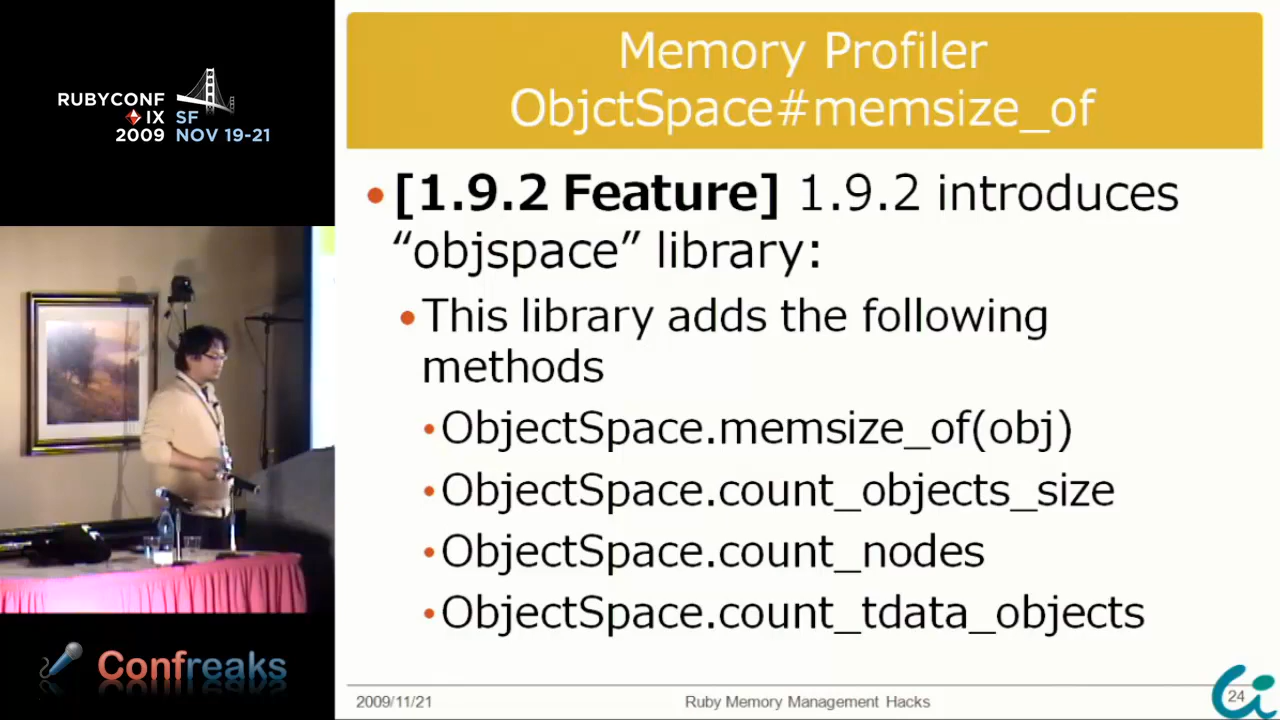 RUBYCONF
IX SF
2009 NOV 19-21
Memory Profiler
ObjctSpace#memsize_of
• [1.9.2 Feature] 1.9.2 introduces
“objspace” library:
• This library adds the following
methods
• ObjectSpace.memsize_of(obj)
• ObjectSpace.count_objects_size
• ObjectSpace.count_nodes
• ObjectSpace.count_tdata_objects
2009/11/21
Ruby Memory Management Hacks
24
Confreaks